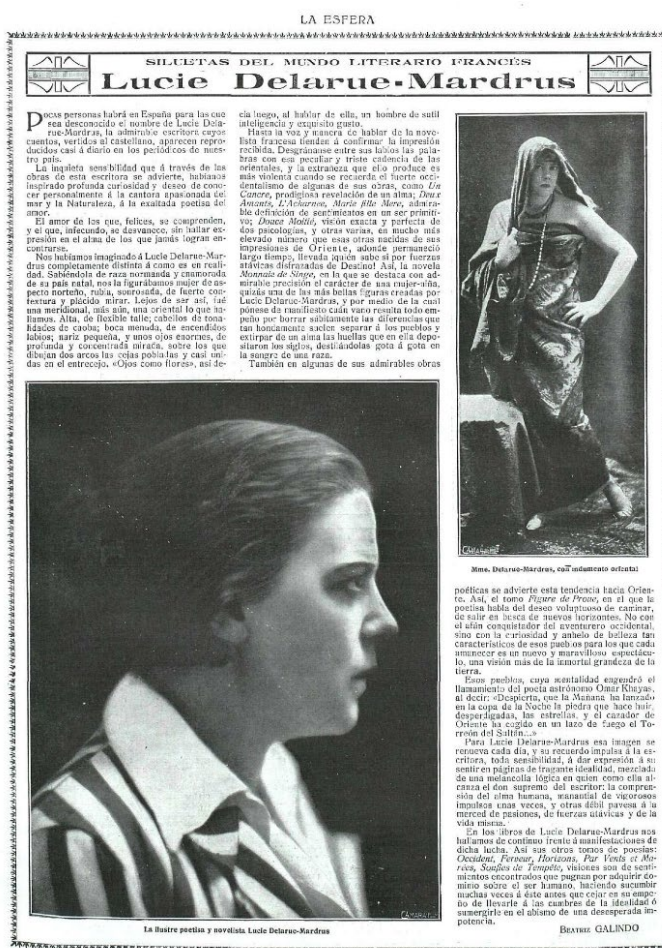 LA ESFERA
SILUETAS DEL MUNDO LITERARIO FRANCÉS
Lucie Delarue-Mardrus
Pocas personas habrá en España para las que
sea desconocido el nombre de Lucie Dela-
rue-Mardrus, la admirable escritora cuyos
cuentos, vertidos al castellano, aparecen repro-
ducidos casi á diario en los periódicos de nues-
tro país.
La inquieta sensibilidad que á través de las
obras de esta escritora se advierte, habíanos
inspirado profunda curiosidad y deseo de cono-
cer personalmente á la cantora apasionada del
mar y la Naturaleza, á la exaltada poetisa del
amor.
El amor de los que, felices, se comprenden,
y el que, infecundo, se desvanece, sin hallar ex-
presión en el alma de los que jamás logran en-
contrarse.
Nos habíamos imaginado á Lucie Delarue-Mar-
drus completamente distinta á como es en reali-
dad. Sabiéndola de raza normanda y enamorada
de su país natal, nos la figurábamos mujer de as-
pecto norteño, rubia, sonrosada, de fuerte con-
textura y plácido mirar. Lejos de ser así, fué
una meridional, más aún, una oriental lo que ha-
llamos. Alta, de flexible talle; cabellos de tona-
lidades de caoba; boca menuda, de encendidos
labios; nariz pequeña, y unos ojos enormes, de
profunda y concentrada mirada, sobre los que
dibujan dos arcos las cejas pobladas y casi uni-
das en el entrecejo. «Ojos como flores», así de-
cía luego, al hablar de ella, un hombre de sutil
inteligencia y exquisito gusto.
Hasta la voz y manera de hablar de la nove-
lista francesa tienden á confirmar la impresión
recibida. Desgránanse entre sus labios las pala-
bras con esa peculiar y triste cadencia de las
orientales, y la extrañeza que ello produce es
más violenta cuando se recuerda el fuerte occi-
dentalismo de algunas de sus obras, como Un
Cancre, prodigiosa revelación de un alma; Deux
Amants, L'Acharnée, Marie fille Mere, admira-
ble definición de sentimientos en un ser primiti-
vo; Douce Moitié, visión exacta y perfecta de
dos psicologías, y otras varias, en mucho más
elevado número que esas otras nacidas de sus
impresiones de Oriente, adonde permaneció
largo tiempo, llevada ¡quién sabe si por fuerzas
atávicas disfrazadas de Destino! Así, la novela
Monnaie de Singe, en la que se destaca con ad-
mirable precisión el carácter de una mujer-niña,
quizás una de las más bellas figuras creadas por
Lucie Delarue-Mardrus, y por medio de la cual
pónese de manifiesto cuán vano resulta todo em-
peño por borrar súbitamente las diferencias que
tan hondamente suelen separar á los pueblos y
extirpar de un alma las huellas que en ella depo-
sitaron los siglos, destilándolas gota á gota en
la sangre de una raza.
También en algunas de sus admirables obras
Mme. Delarue-Mardrus, con indumento oriental
poéticas se advierte esta tendencia hacia Orien-
te. Así, el tomo Figure de Proue, en el que la
poetisa habla del deseo voluptuoso de caminar,
de salir en busca de nuevos horizontes. No con
el afán conquistador del aventurero occidental,
sino con la curiosidad y anhelo de belleza tan
característicos de esos pueblos para los que cada
amanecer es un nuevo y maravilloso espectácu-
lo, una visión más de la inmortal grandeza de la
tierra.
Esos pueblos, cuya mentalidad engendró el
llamamiento del poeta astrónomo Omar Khayas,
al decir: «Despierta, que la Mañana ha lanzado
en la copa de la Noche la piedra que hace huir,
desperdigadas, las estrellas, y el cazador de
Oriente ha cogido en un lazo de fuego el To-
rreón del Sultán...»
Para Lucie Delarue-Mardrus esa imagen se
renueva cada día, y su recuerdo impulsa á la es-
critora, toda sensibilidad, á dar expresión á su
sentir en páginas de fragante idealidad, mezclado
de una melancolía lógica en quien como ella al-
canza el don supremo del escritor: la compren-
sión del alma humana, manantial de vigorosos
impulsos unas veces, y otras débil pavesa á la
merced de pasiones, de fuerzas atávicas y de la
vida misma.
En los libros de Lucie Delarue-Mardrus nos
hallamos de continuo frente á manifestaciones de
dicha lucha. Así sus otros tomos de poesías:
Occident, Ferveur, Horizons, Par Vents et Ma-
rées, Soufles de Tempête, visiones son de senti-
mientos encontrados que pugnan por adquirir do-
minio sobre el ser humano, haciendo sucumbir
muchas veces á éste antes que cejar en su empe-
ño de llevarle á las cumbres de la idealidad ó
sumergirle en el abismo de una desesperada im-
potencia.
Beatriz GALINDO
La ilustre poetisa y novelista Lucie Delarue-Mardrus